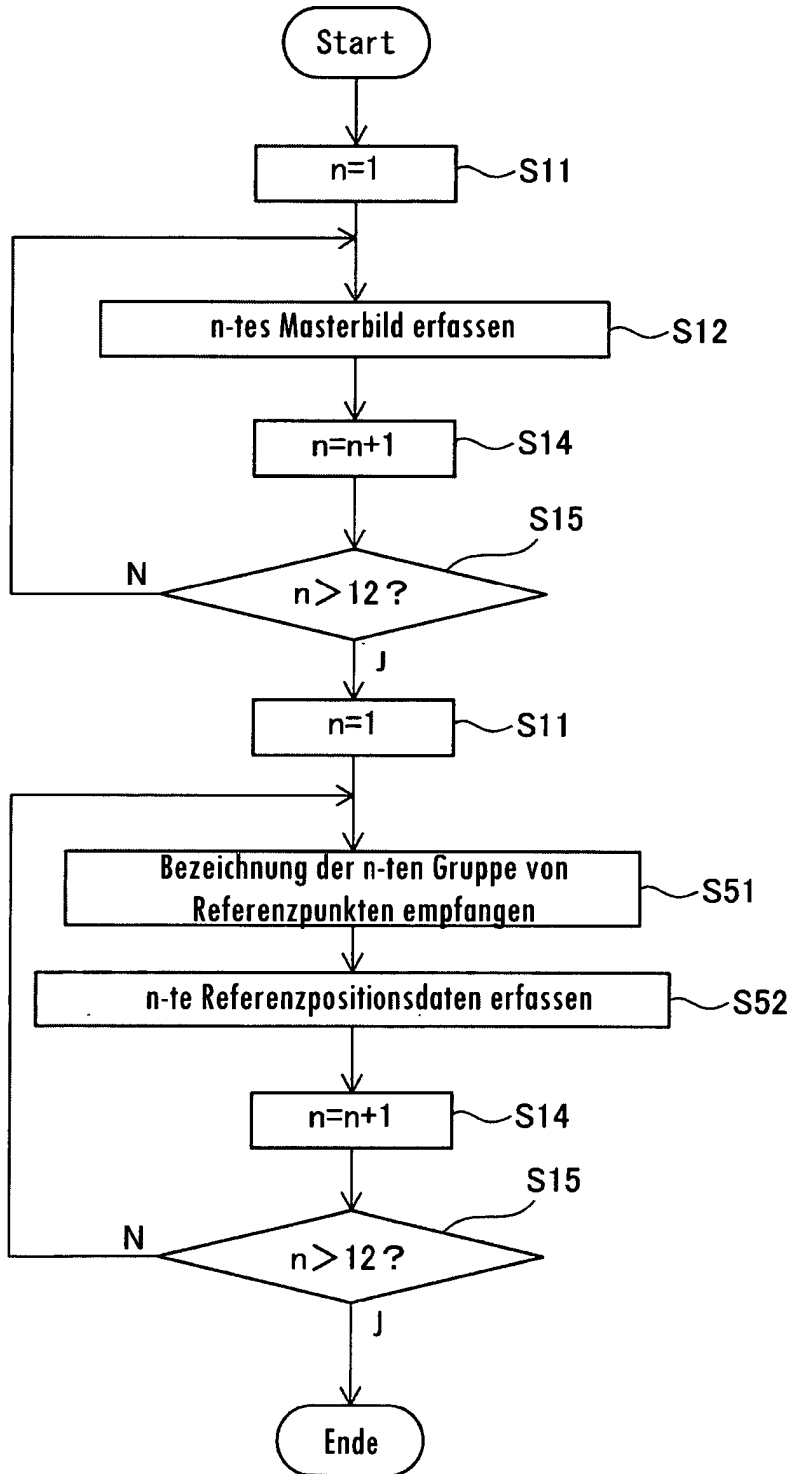 Start
n=1 S11
n-tes Masterbild erfassen S12
n=n+1 S14
S15
N
n>12?
J
n=1 S11
Bezeichnung der n-ten Gruppe von
Referenzpunkten empfangen
S51
n-te Referenzpositionsdaten erfassen S52
n=n+1 S14
S15
N
n>12?
J
Ende